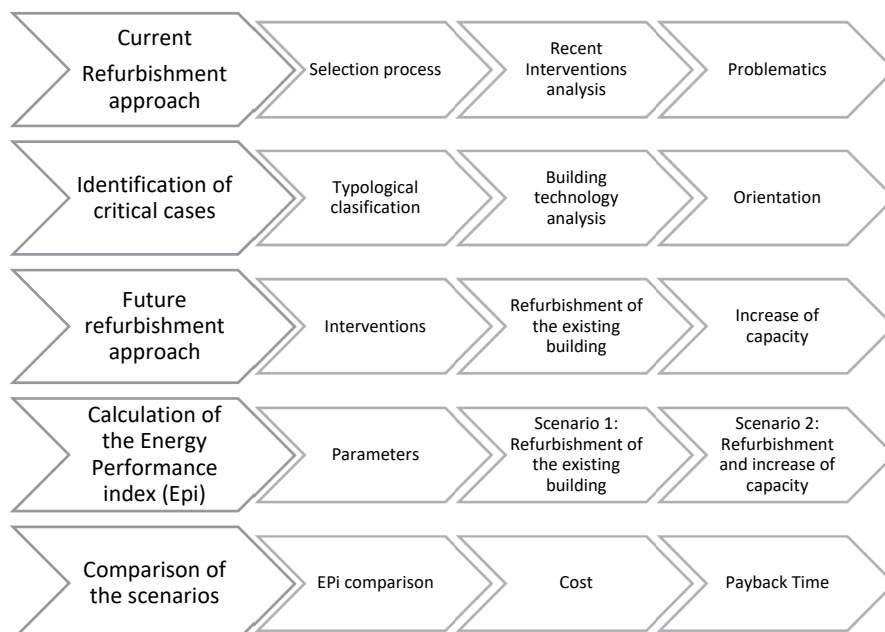 Current
Refurbishment
approach
Selection process
Recent
Interventions
analysis
Problematics
Identification of
critical cases
Typological
clasification
Building
technology
analysis
Orientation
Future
refurbishment
approach
Interventions
Refurbishment of
the existing
building
Increase of
capacity
Calculation of
the Energy
Performance
index (Epi)
Parameters
Scenario 1:
Refurbishment of
the existing
building
Scenario 2:
Refurbishment
and increase of
capacity
Comparison of
the scenarios
EPi comparison
Cost
Payback Time